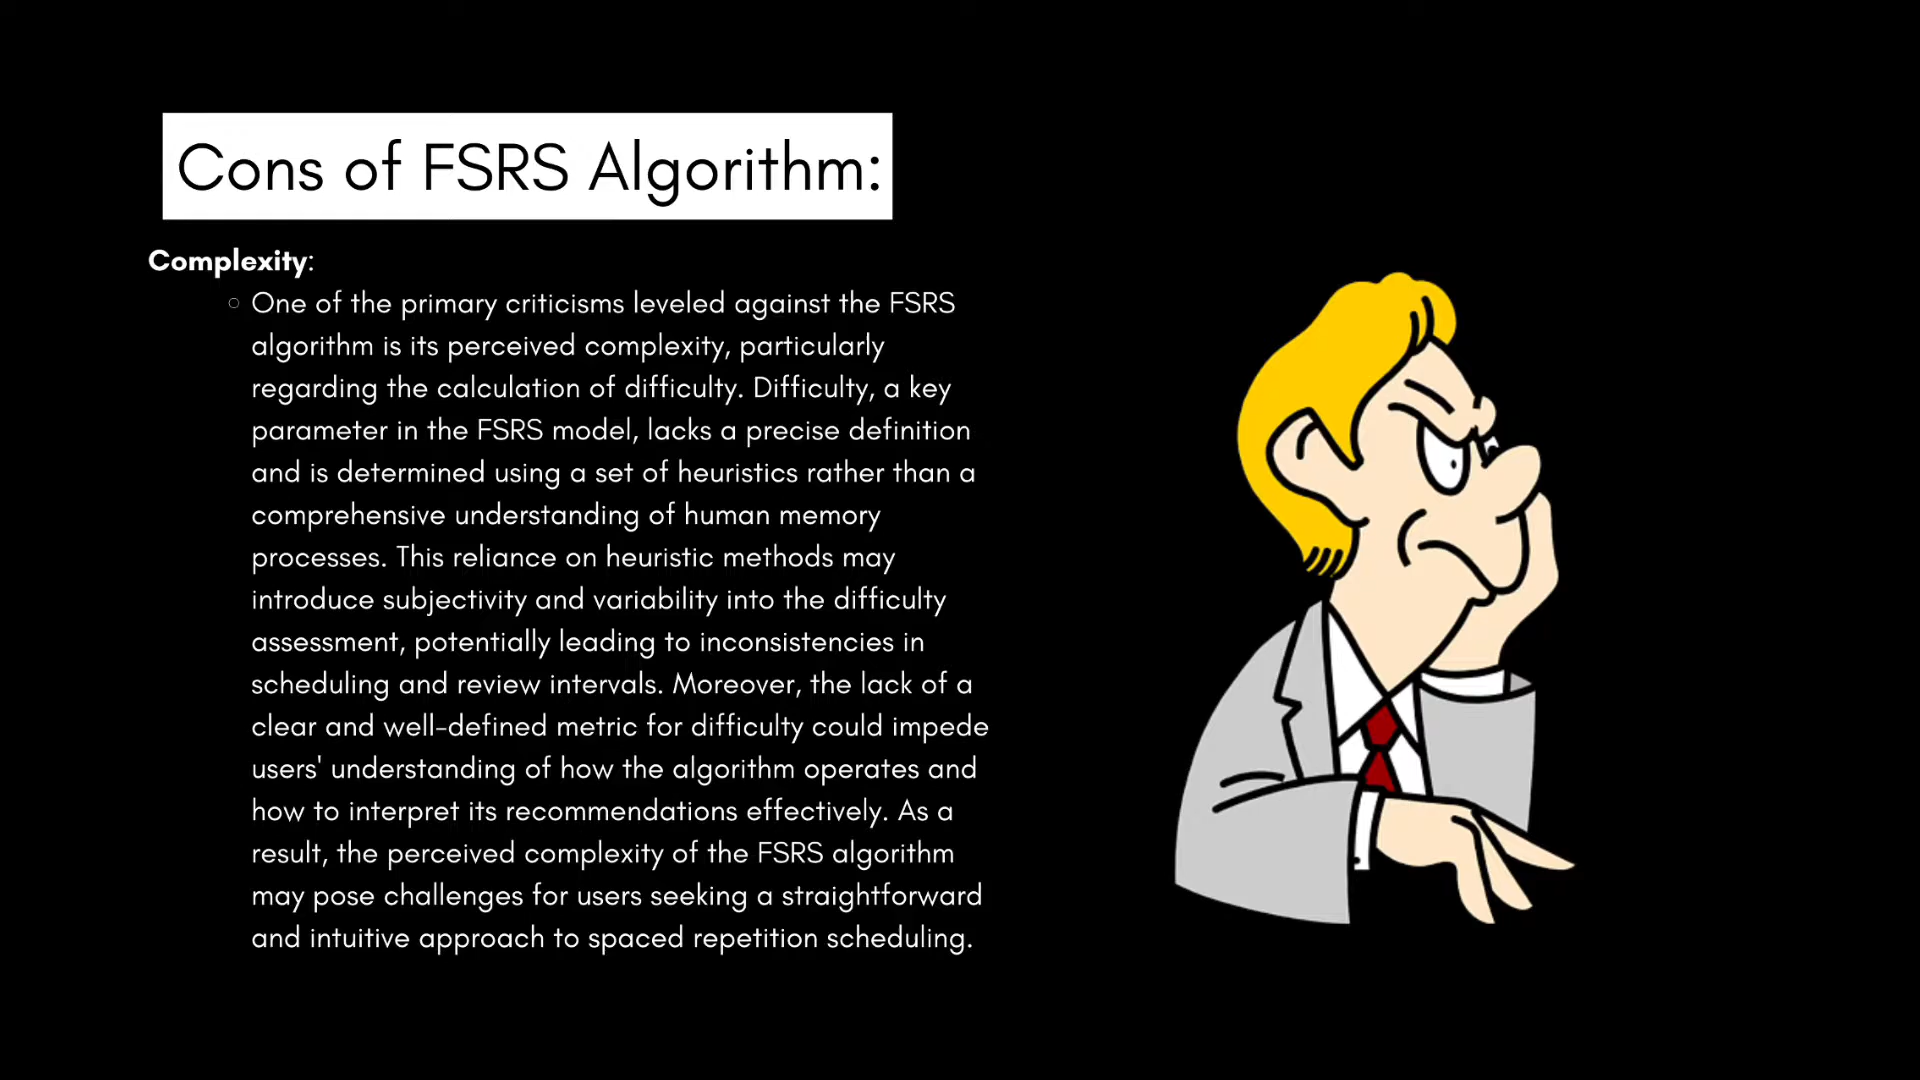 Cons of FSRS Algorithm:
Complexity:
One of the primary criticisms leveled against the FSRS
algorithm is its perceived complexity, particularly
regarding the calculation of difficulty. Difficulty, a key
parameter in the FSRS model, lacks a precise definition
and is determined using a set of heuristics rather than a
comprehensive understanding of human memory
processes. This reliance on heuristic methods may
introduce subjectivity and variability into the difficulty
assessment, potentially leading to inconsistencies in
scheduling and review intervals. Moreover, the lack of a
clear and well-defined metric for difficulty could impede
users' understanding of how the algorithm operates and
how to interpret its recommendations effectively. As a
result, the perceived complexity of the FSRS algorithm
may pose challenges for users seeking a straightforward
and intuitive approach to spaced repetition scheduling.